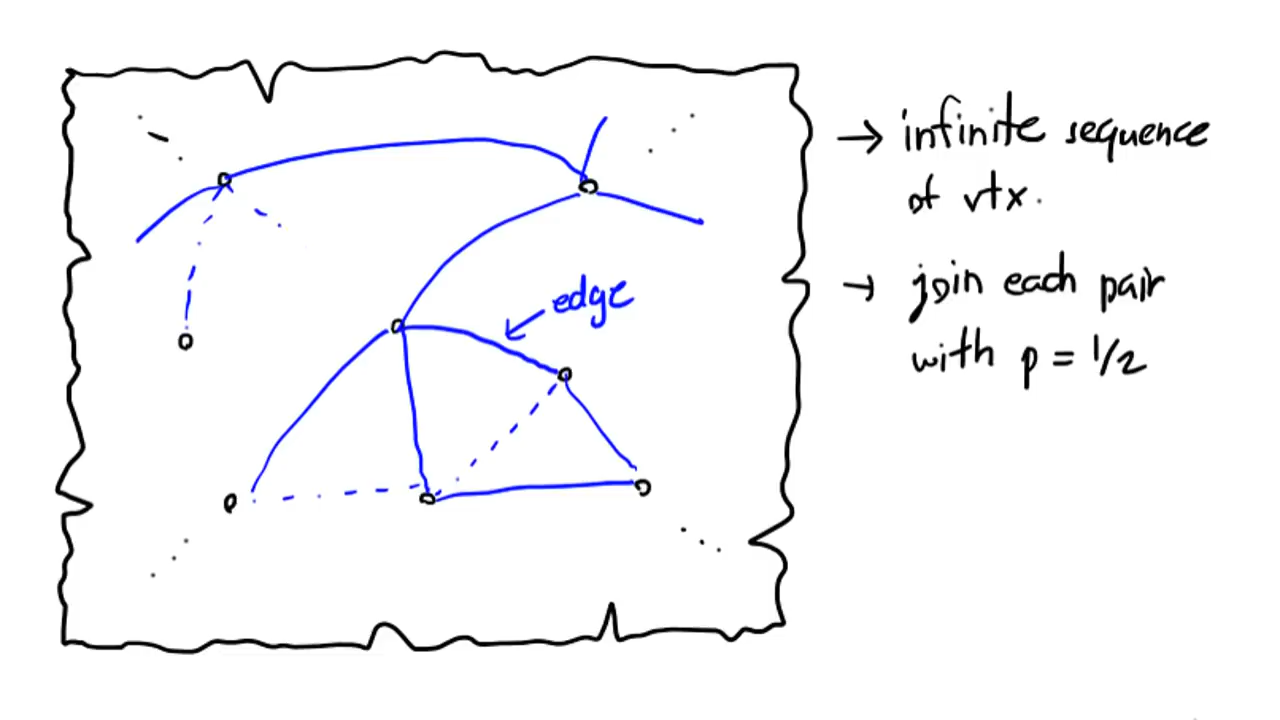 → infinite sequence
of vtx.
→ join each pair
with p = 1/2
edge